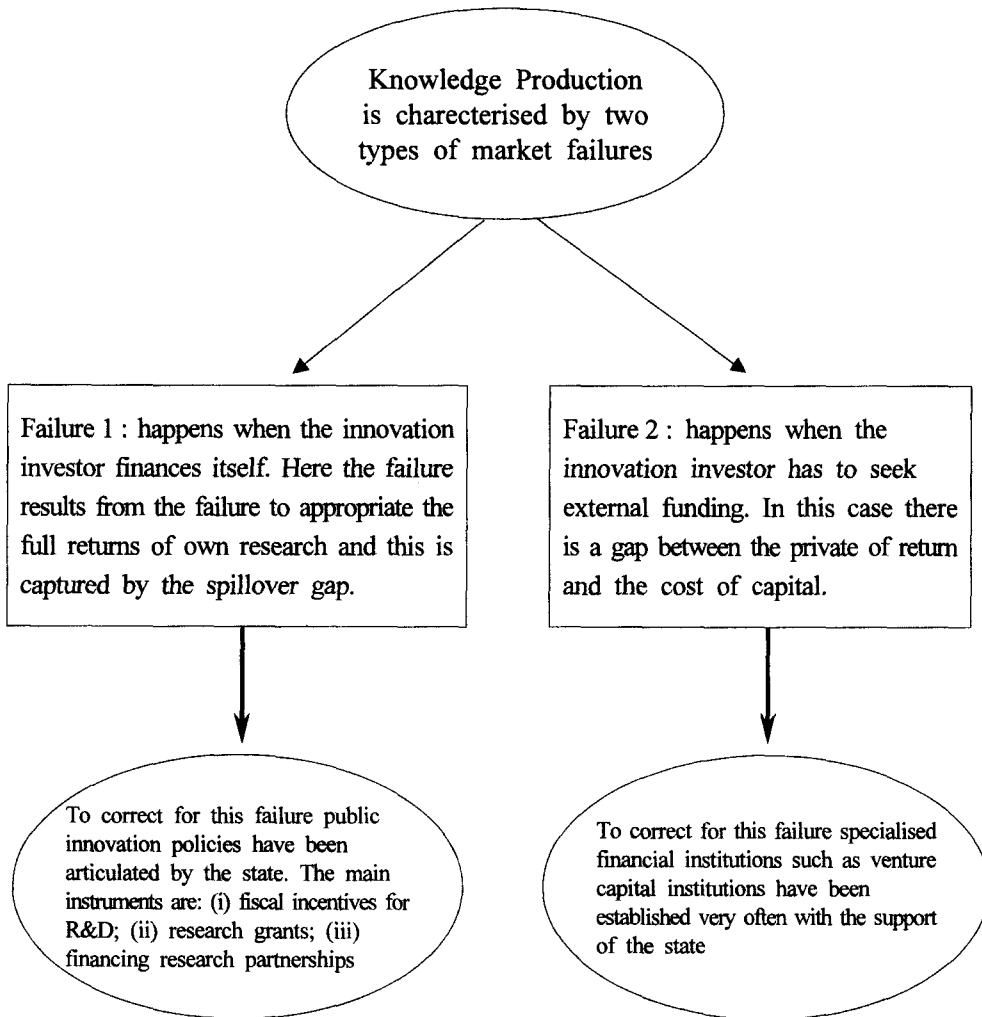 Knowledge Production
is charecterised by two
types of market failures
Failure 1 : happens when the innovation
investor finances itself. Here the failure
results from the failure to appropriate the
full returns of own research and this is
captured by the spillover gap.
Failure 2 : happens when the
innovation investor has to seek
external funding. In this case there
is a gap between the private of return
and the cost of capital.
To correct for this failure public
innovation policies have been
articulated by the state. The main
instruments are: (i) fiscal incentives for
R&D; (ii) research grants; (iii)
financing research partnerships
To correct for this failure specialised
financial institutions such as venture
capital institutions have been
established very often with the support
of the state